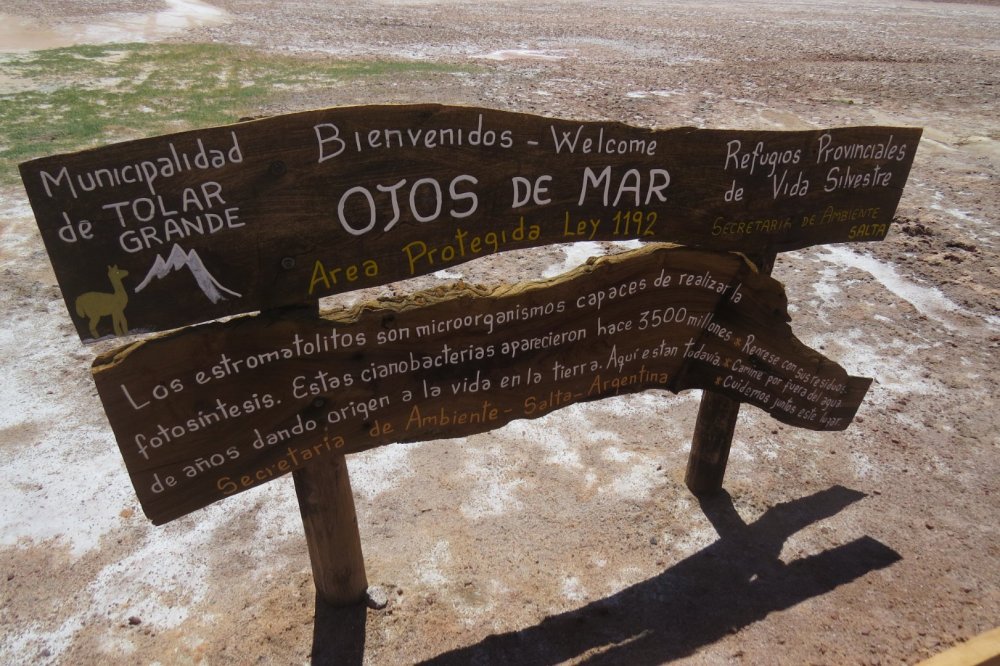 Municipalidad
de TOLAR
GRANDE
Bienvenidos - Welcome
OJOS DE MAR
Area Protegida Ley 1192
Refugios Provinciales
de Vida Silvestre
SECRETARIA DE AMBIENTE
SALTA
Los estromatolitos son microorganismos capaces de realizar la
fotosíntesis. Estas cianobacterias aparecieron hace 3500 millones
de años dando origen a la vida en la tierra. Aquí estan todavía.
Secretaria de Ambiente - Salta - Argentina
* Regrese con sus residuos.
* Camine por fuera del agua
* Cuidemos juntos este lugar.